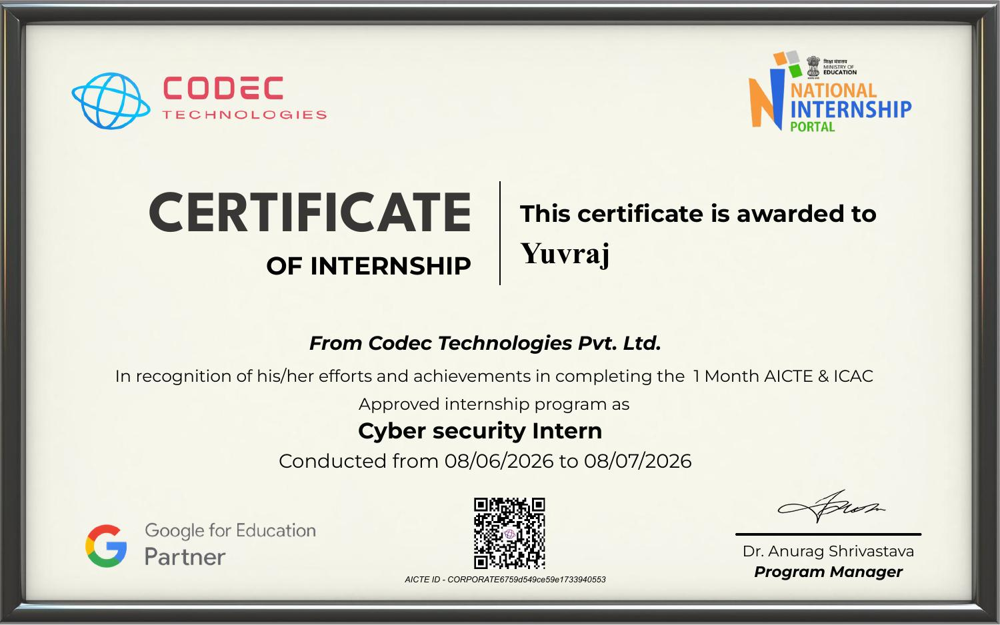 CODEC
TECHNOLOGIES
शिक्षा मंत्रालय
MINISTRY OF
EDUCATION
NATIONAL
INTERNSHIP
PORTAL
CERTIFICATE
OF INTERNSHIP
This certificate is awarded to
Yuvraj
From Codec Technologies Pvt. Ltd.
In recognition of his/her efforts and achievements in completing the 1 Month AICTE & ICAC
Approved internship program as
Cyber security Intern
Conducted from 08/06/2026 to 08/07/2026
Google for Education
Partner
AICTE ID - CORPORATE6759d549ce59e1733940553
Dr. Anurag Shrivastava
Program Manager